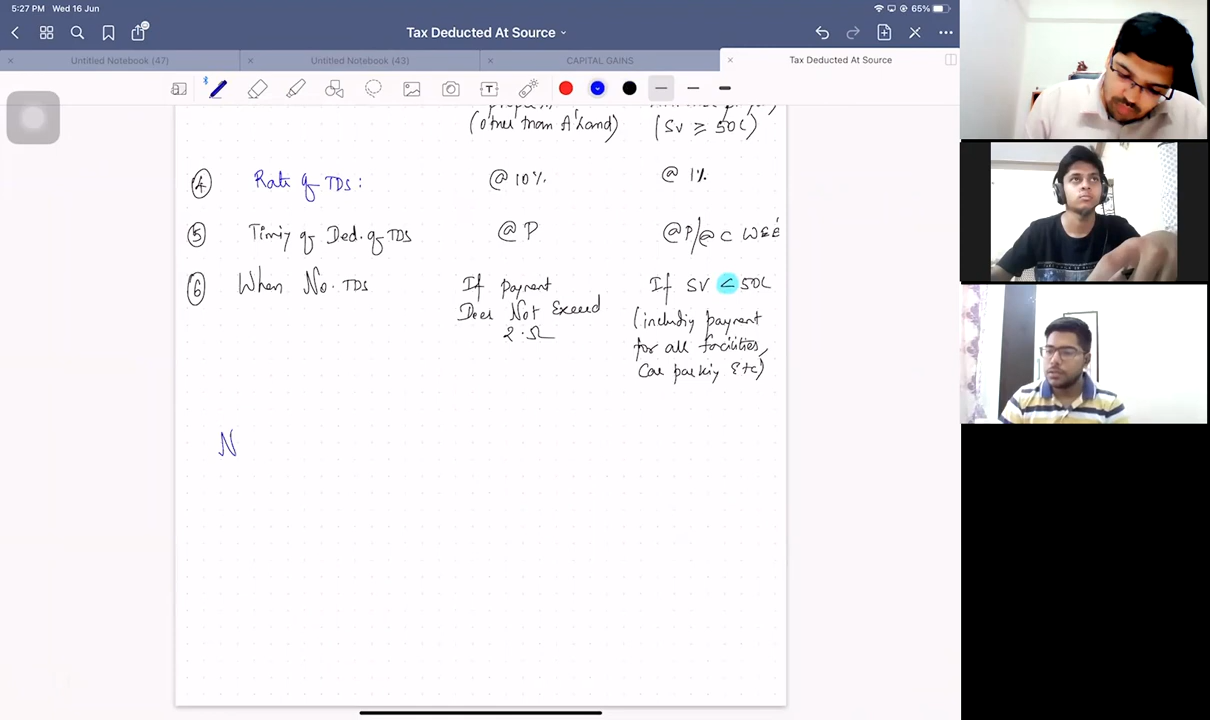 5:27 PM Wed 16 Jun
65%
Tax Deducted At Source
Untitled Notebook (47)
Untitled Notebook (43)
CAPITAL GAINS
Tax Deducted At Source
(other than A'Land)
(SV ≥ 50L)
④ Rate of TDS: @ 10%. @ 1%
⑤ Timig of Ded. of TDS @ P @P/@ C W&E
⑥ When No. TDS If payment If SV < 50L
Does Not Exceed
2.5L
(includig payment
for all facilities,
Car parkig Etc)
N